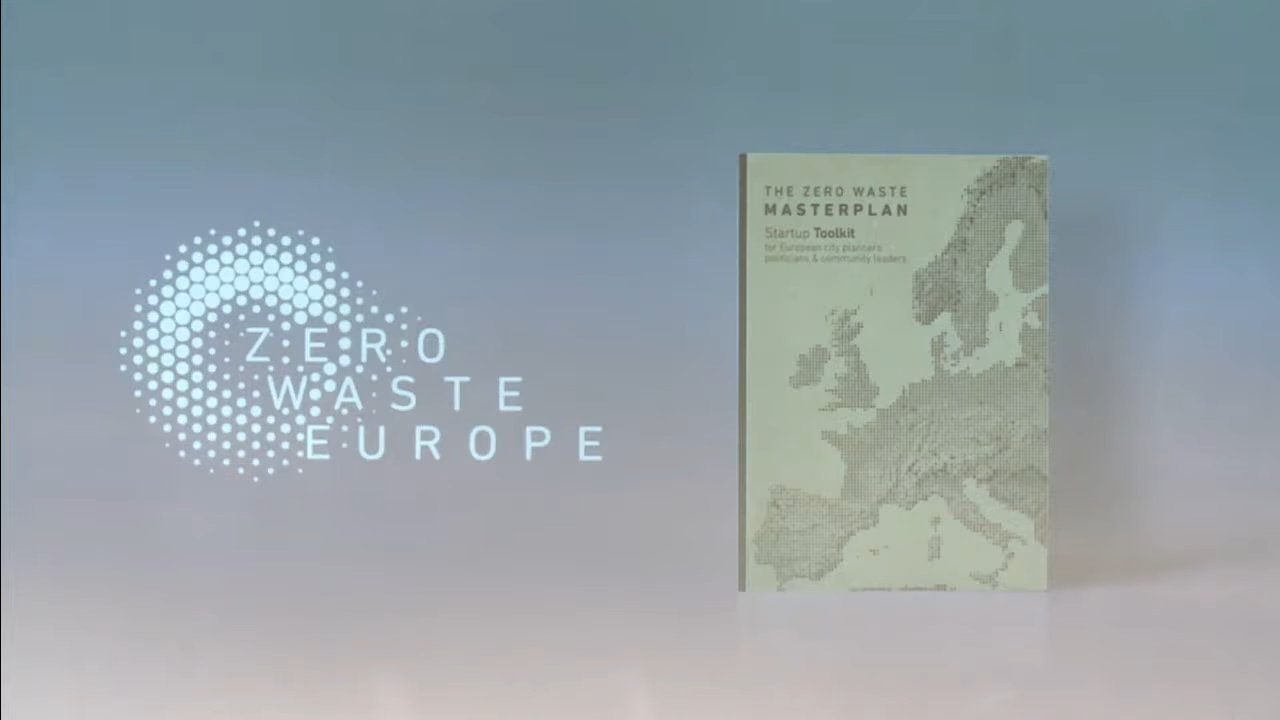 ZERO
WASTE
EUROPE
THE ZERO WASTE
MASTERPLAN
Startup Toolkit
for European city planners
politicians & community leaders